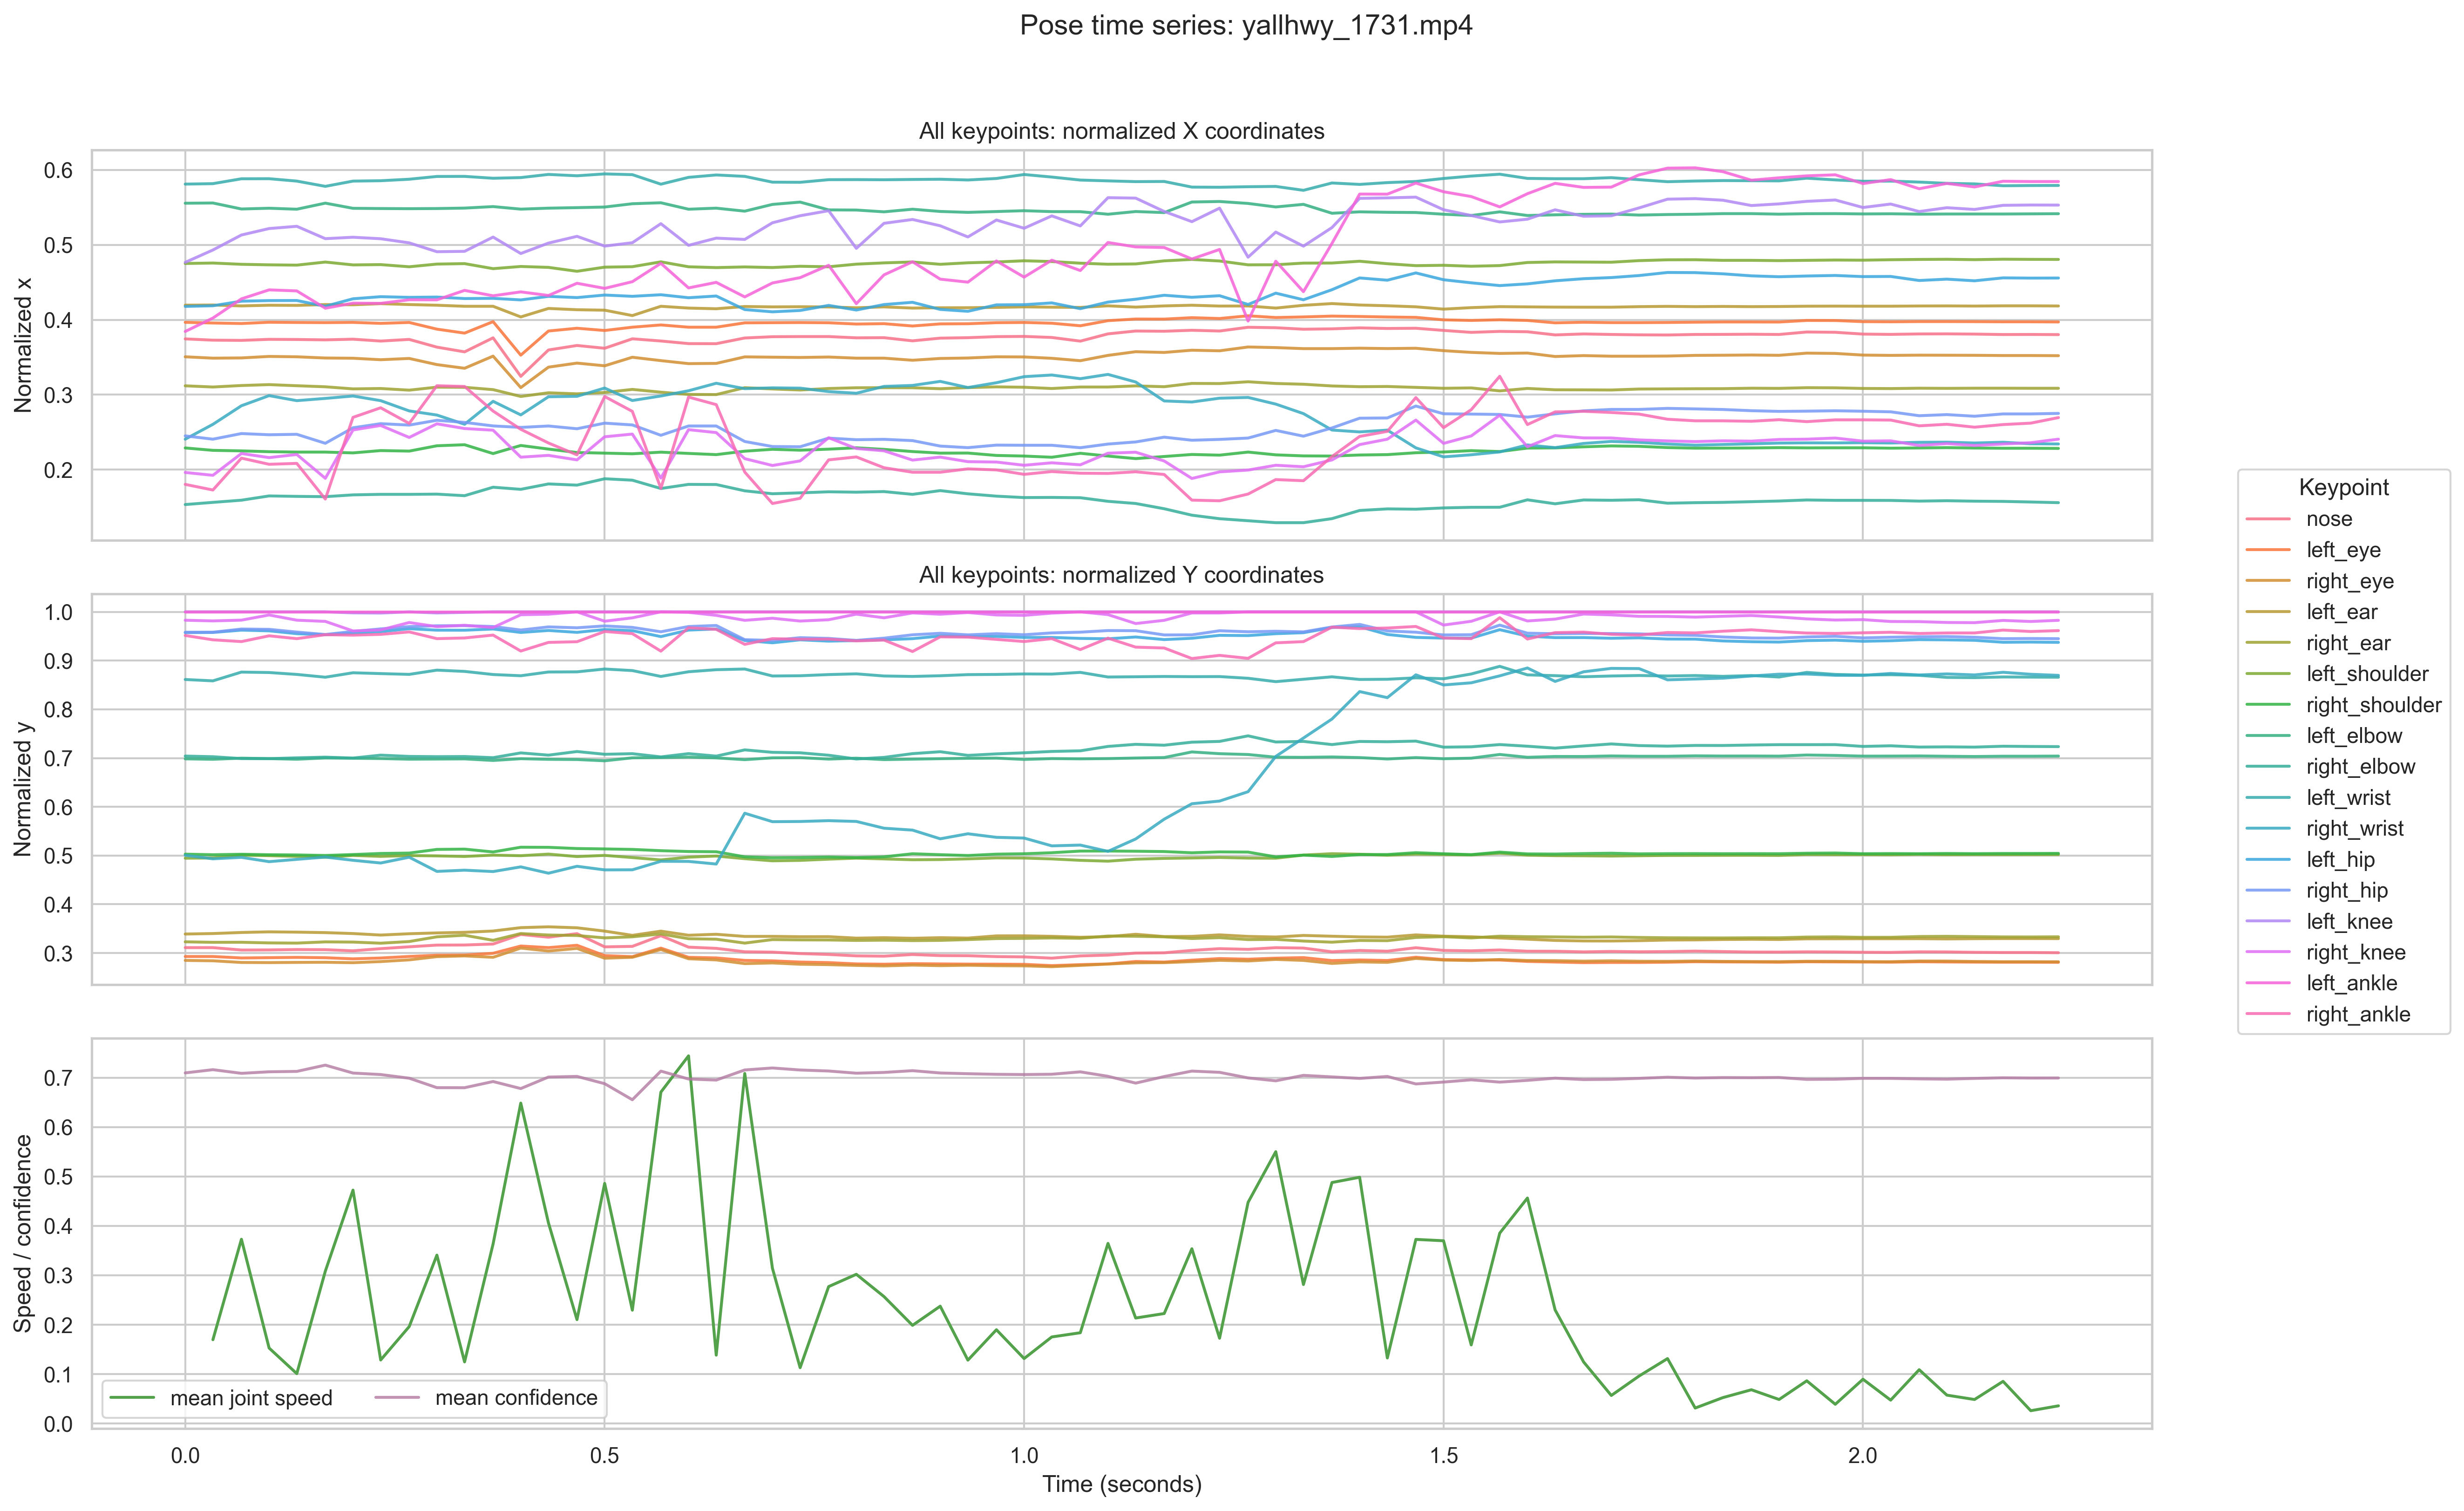 Pose time series: yallhwy_1731.mp4
All keypoints: normalized X coordinates
Normalized x
0.6
0.5
0.4
0.3
0.2
All keypoints: normalized Y coordinates
Normalized y
1.0
0.9
0.8
0.7
0.6
0.5
0.4
0.3
Speed / confidence
0.7
0.6
0.5
0.4
0.3
0.2
0.1
0.0
mean joint speed
mean confidence
0.0
0.5
1.0
1.5
2.0
Time (seconds)
Keypoint
nose
left_eye
right_eye
left_ear
right_ear
left_shoulder
right_shoulder
left_elbow
right_elbow
left_wrist
right_wrist
left_hip
right_hip
left_knee
right_knee
left_ankle
right_ankle